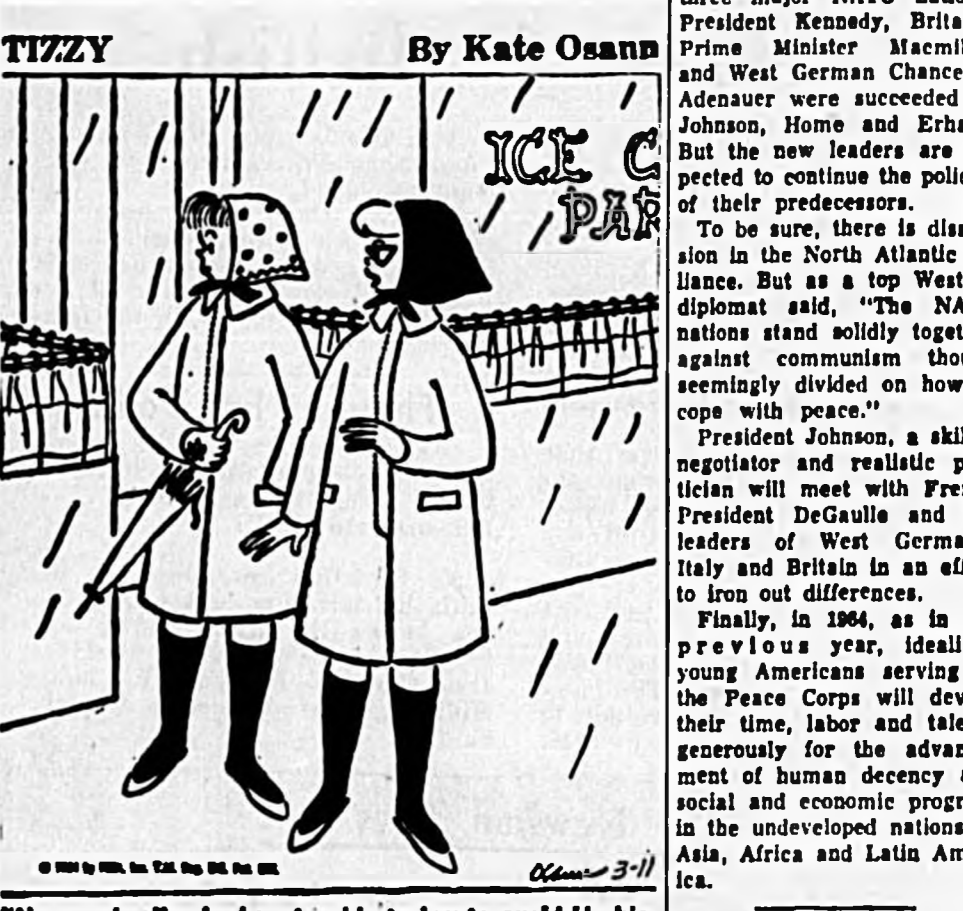 TIZZY By Kate Osann
ICE C
PAR
3-11
three major NATO
President Kennedy, Brita
Prime Minister Macmil
and West German Chance
Adenauer were succeeded
Johnson, Home and Erha
But the new leaders are
pected to continue the polic
of their predecessors.
To be sure, there is diss
sion in the North Atlantic
liance. But as a top West
diplomat said, "The NA
nations stand solidly toget
against communism thou
seemingly divided on how
cope with peace."
President Johnson, a skil
negotiator and realistic p
tician will meet with Fre
President DeGaulle and
leaders of West Germa
Italy and Britain in an eff
to iron out differences.
Finally, in 1964, as in
previous year, ideali
young Americans serving
the Peace Corps will dev
their time, labor and tale
generously for the advan
ment of human decency
social and economic progr
in the undeveloped nations
Asia, Africa and Latin Am
ica.